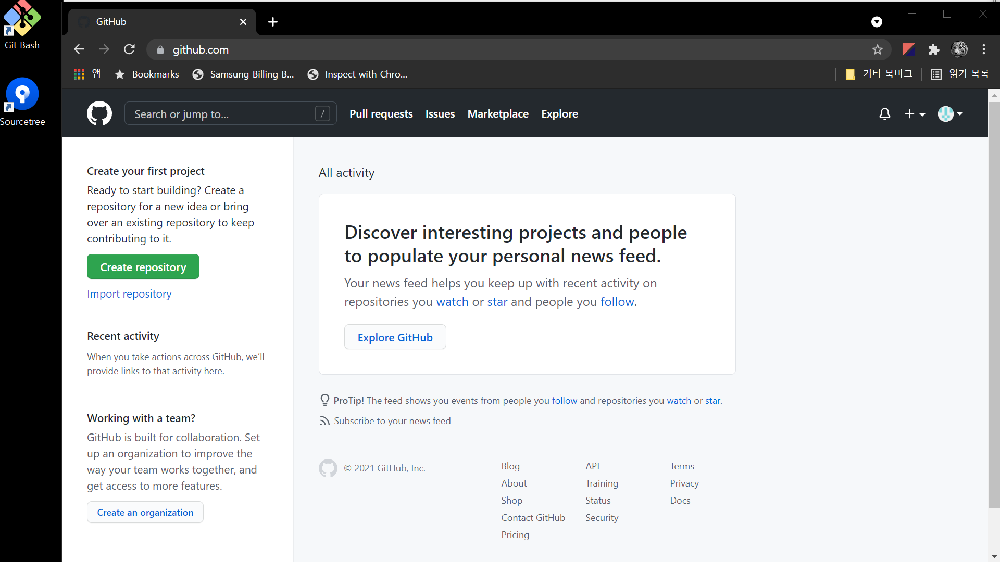 Git Bash
Sourcetree
GitHub
github.com
앱
Bookmarks
Samsung Billing B...
Inspect with Chro...
기타 북마크
읽기 목록
Search or jump to...
/
Pull requests
Issues
Marketplace
Explore
Create your first project
Ready to start building? Create a
repository for a new idea or bring
over an existing repository to keep
contributing to it.
Create repository
Import repository
Recent activity
When you take actions across GitHub, we’ll
provide links to that activity here.
Working with a team?
GitHub is built for collaboration. Set
up an organization to improve the
way your team works together, and
get access to more features.
Create an organization
All activity
Discover interesting projects and people
to populate your personal news feed.
Your news feed helps you keep up with recent activity on
repositories you watch or star and people you follow.
Explore GitHub
ProTip! The feed shows you events from people you follow and repositories you watch or star.
Subscribe to your news feed
© 2021 GitHub, Inc.
Blog
About
Shop
Contact GitHub
Pricing
API
Training
Status
Security
Terms
Privacy
Docs